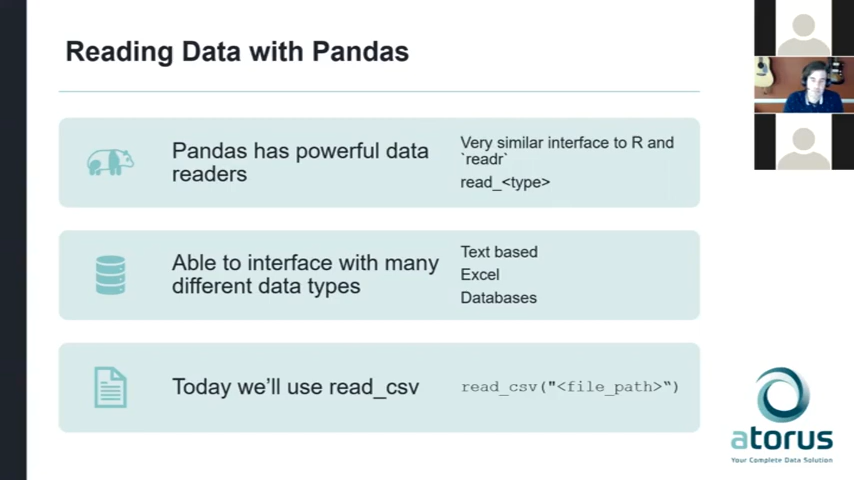 Reading Data with Pandas
Pandas has powerful data
readers
Very similar interface to R and
`readr`
read_<type>
Able to interface with many
different data types
Text based
Excel
Databases
Today we’ll use read_csv
read_csv("<file_path>“)
atorus
Your Complete Data Solution